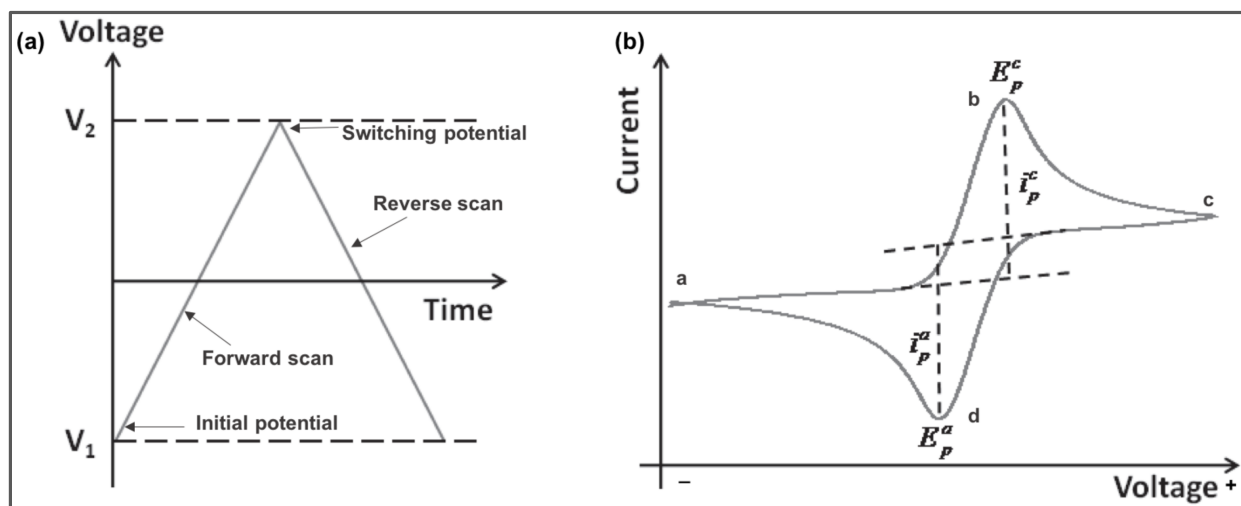 (a)
Voltage
V2
Switching potential
Reverse scan
Time
Forward scan
Initial potential
V1
(b)
Current
b
E_p^c
i_p^c
c
a
i_p^a
d
E_p^a
−
Voltage +